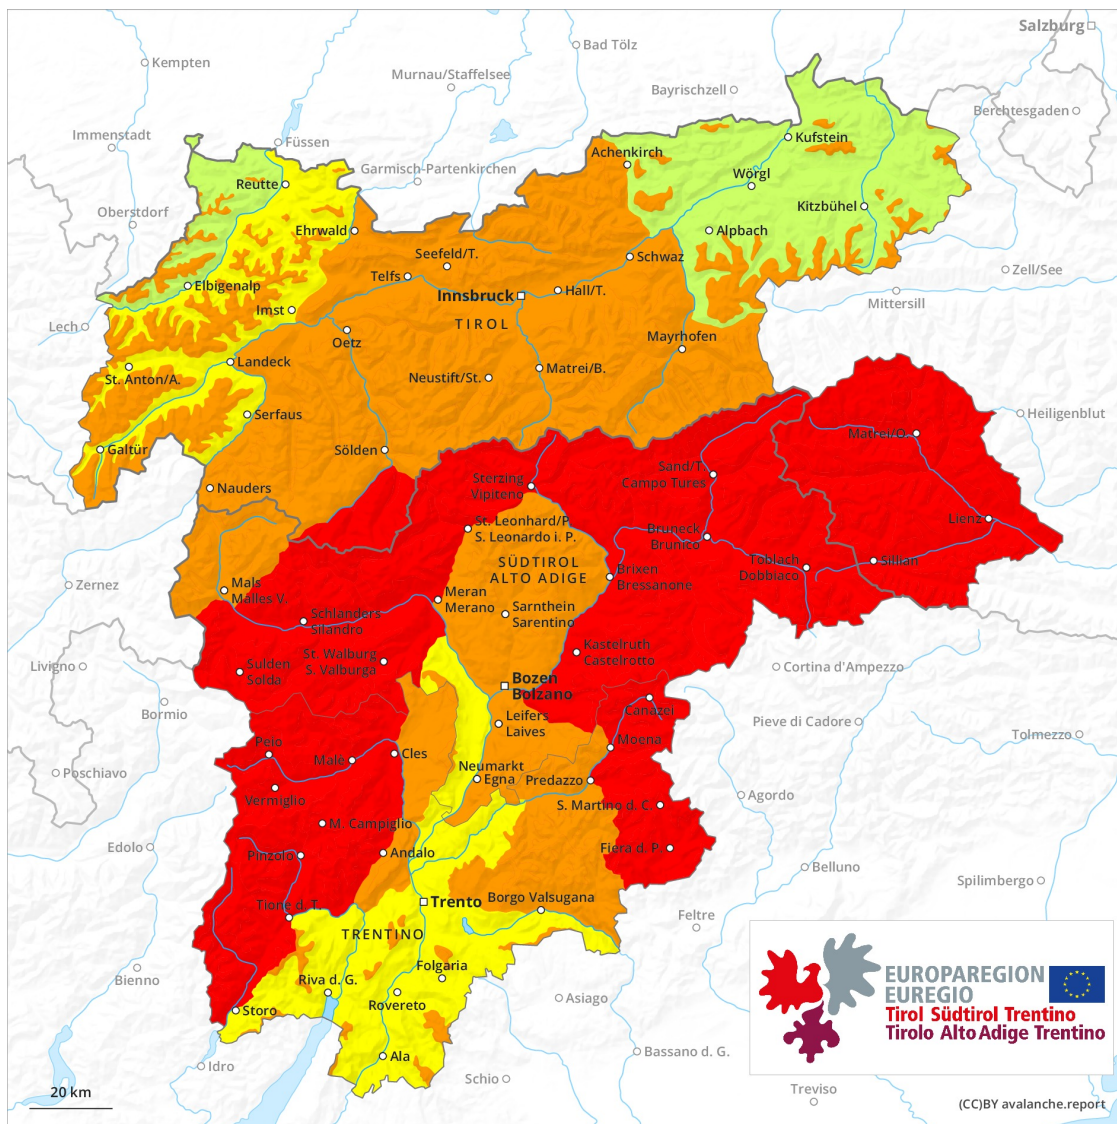 Salzburg
Bad Tölz
Kempten
Murnau/Staffelsee
Bayrischzell
Berchtesgaden
Immenstadt
Füssen
Kufstein
Achenkirch
Garmisch-Partenkirchen
Wörgl
Reutte
Kitzbühel
Oberstdorf
Ehrwald
Alpbach
Seefeld/T.
Schwaz
Zell/See
Telfs
Elbigenalp
Hall/T.
Innsbruck
Mittersill
Imst
TIROL
Lech
Oetz
Mayrhofen
Landeck
Matrei/B.
St. Anton/A.
Neustift/St.
Serfaus
Heiligenblut
Matrei/O.
Galtür
Sölden
Sand/T.
Campo Tures
Sterzing
Vipiteno
Nauders
St. Leonhard/P.
S. Leonardo i. P.
Lienz
Bruneck
Brunico
SÜDTIROL
ALTO ADIGE
Toblach
Dobbiaco
Sillian
Brixen
Bressanone
Zernez
Mals
Malles V.
Meran
Merano
Sarnthein
Sarentino
Schlanders
Silandro
Kastelruth
Castelrotto
St. Walburg
S. Valburga
Livigno
Sulden
Solda
Cortina d'Ampezzo
Bozen
Bolzano
Canazei
Bormio
Leifers
Laives
Pieve di Cadore
Tolmezzo
Moena
Peio
Malè
Cles
Neumarkt
Egna
Predazzo
Poschiavo
Vermiglio
Agordo
S. Martino d. C.
M. Campiglio
Edolo
Pinzolo
Andalo
Fiera d. P.
Belluno
Spilimbergo
Trento
Borgo Valsugana
Tione d. T.
Feltre
TRENTINO
Folgaria
Bienno
Riva d. G.
Rovereto
Asiago
Storo
EUROPAREGION
EUREGIO
Tirol Südtirol Trentino
Tirolo Alto Adige Trentino
Ala
Bassano d. G.
Idro
Schio
Treviso
20 km
(CC)BY avalanche.report